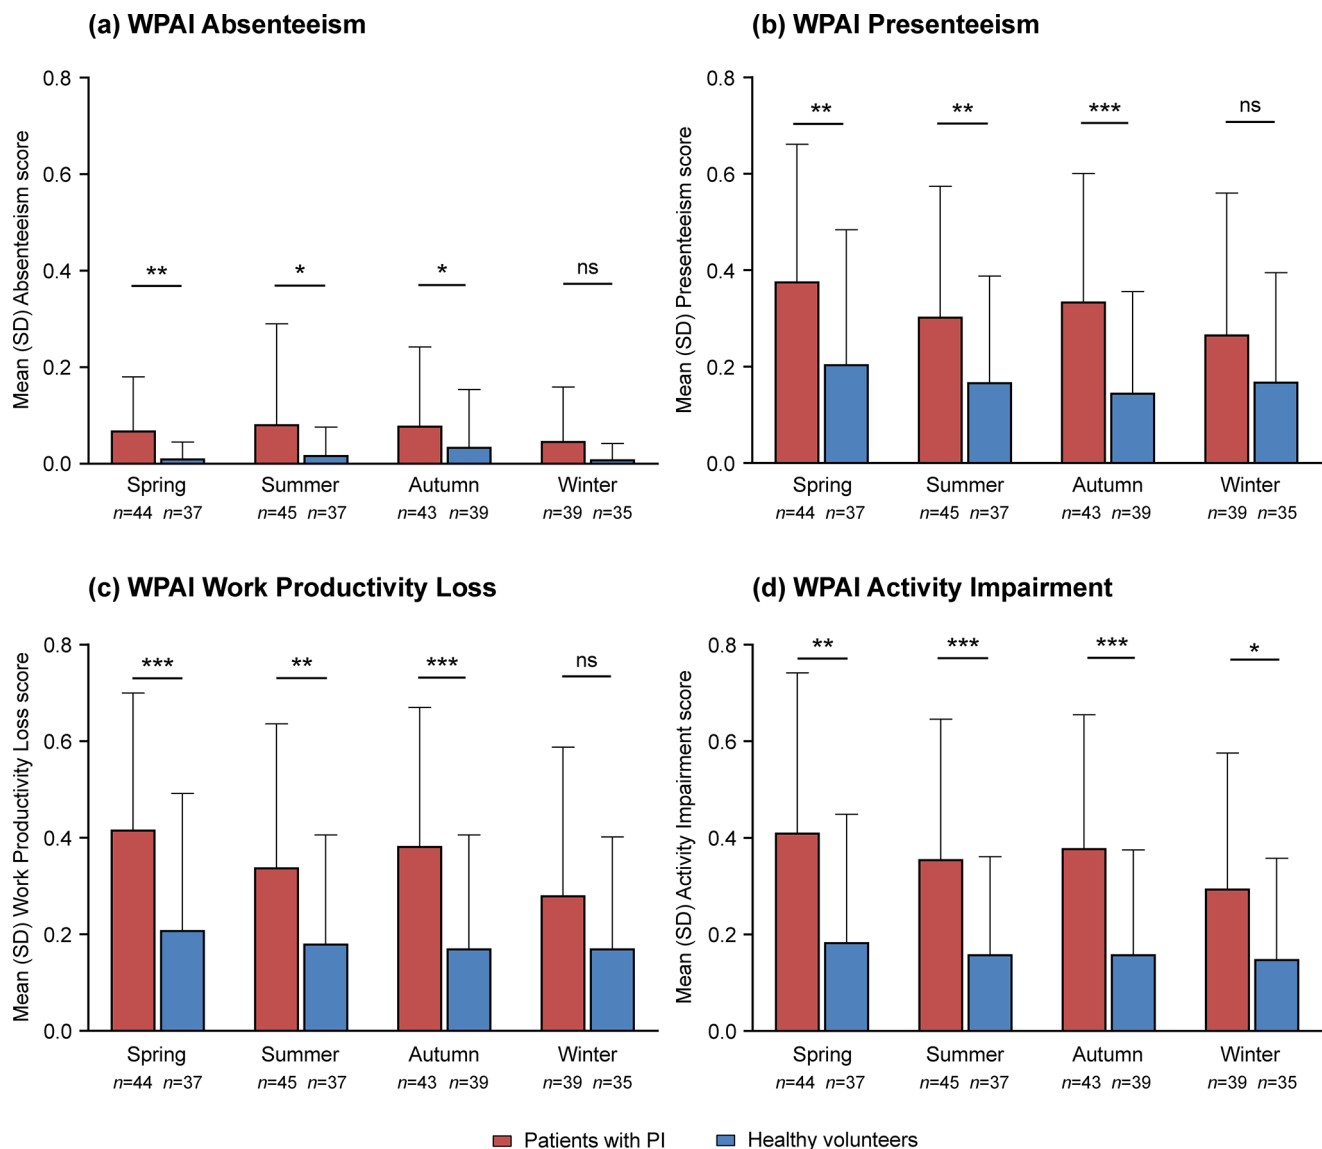 (a) WPAI Absenteeism
Mean (SD) Absenteeism score
0.8
0.6
0.4
0.2
0.0
**
*
*
ns
Spring Summer Autumn Winter
n=44 n=37 n=45 n=37 n=43 n=39 n=39 n=35
(b) WPAI Presenteeism
Mean (SD) Presenteeism score
0.8
0.6
0.4
0.2
0.0
**
**
***
ns
Spring Summer Autumn Winter
n=44 n=37 n=45 n=37 n=43 n=39 n=39 n=35
(c) WPAI Work Productivity Loss
Mean (SD) Work Productivity Loss score
0.8
0.6
0.4
0.2
0.0
***
**
***
ns
Spring Summer Autumn Winter
n=44 n=37 n=45 n=37 n=43 n=39 n=39 n=35
(d) WPAI Activity Impairment
Mean (SD) Activity Impairment score
0.8
0.6
0.4
0.2
0.0
**
***
***
*
Spring Summer Autumn Winter
n=44 n=37 n=45 n=37 n=43 n=39 n=39 n=35
Patients with PI Healthy volunteers